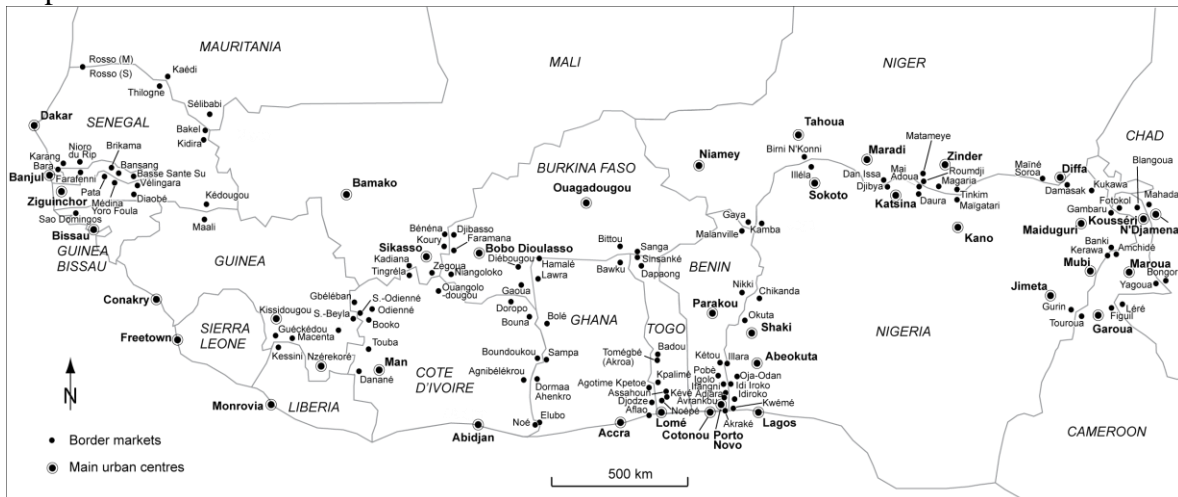 MAURITANIA
MALI
NIGER
CHAD
Rosso (M)
Rosso (S)
Kaédi
Thilogne
Sélibabi
Dakar
SENEGAL
Bakel
Kidira
Karang
Bara
Nioro
du Rip
Brikama
Bansang
Basse Sante Su
Banjul
Farafenni
Vélingara
Pata
Médina
Yoro Foula
Diaobé
Ziguinchor
Kédougou
Sao Domingos
Maali
Bissau
GUINEA
BISSAU
GUINEA
Conakry
Freetown
SIERRA
LEONE
Kissidougou
Guéckédou
Macenta
Kessini
Nzérékoré
Monrovia
LIBERIA
Bamako
Sikasso
Kadiana
Tingréla
Bénéna
Koury
Djibasso
Faramana
Zegoua
Niangoloko
Ouangolo
-dougou
Bobo Dioulasso
Diébougou
Hamalé
Lawra
Gaoua
Doropo
Bouna
Bolé
Gbéléban
S.-Odienné
Odienné
S.-Beyla
Booko
Touba
Man
Danané
COTE
D'IVOIRE
Boundoukou
Sampa
Agnibélékrou
Dormaa
Ahenkro
Noé
Elubo
Abidjan
BURKINA FASO
Ouagadougou
Bittou
Bawku
Sanga
Sinsanké
Dapaong
GHANA
TOGO
Badou
Tomégbé
(Akroa)
Kpalimé
Agotime Kpetoe
Assahoun
Kévé
Djodze
Noépé
Aflao
Accra
Lomé
Niamey
Gaya
Kamba
Malanville
BENIN
Nikki
Chikanda
Parakou
Okuta
Shaki
Kétou
Illara
Abeokuta
Pobè
Igolo
Oja-Odan
Ifangni
Idi Iroko
Adjara
Idiroko
Avrankou
Kwémé
Akraké
Cotonou
Porto
Novo
Lagos
Tahoua
Birni N'Konni
Illéla
Sokoto
Maradi
Dan Issa
Djibya
Katsina
Matameye
Mai
Adoua
Roumdji
Zinder
Magaria
Daura
Tinkim
Maïgatari
Kano
NIGERIA
Maïné
Soroa
Diffa
Damasak
Kukawa
Blangoua
Fotokol
Mahada
Gambaru
Kousséri
N'Djamena
Maiduguri
Banki
Kerawa
Amchidé
Mubi
Maroua
Bongor
Yagoua
Jimeta
Gurin
Touroua
Léré
Figuil
Garoua
CAMEROON
N
Border markets
Main urban centres
500 km